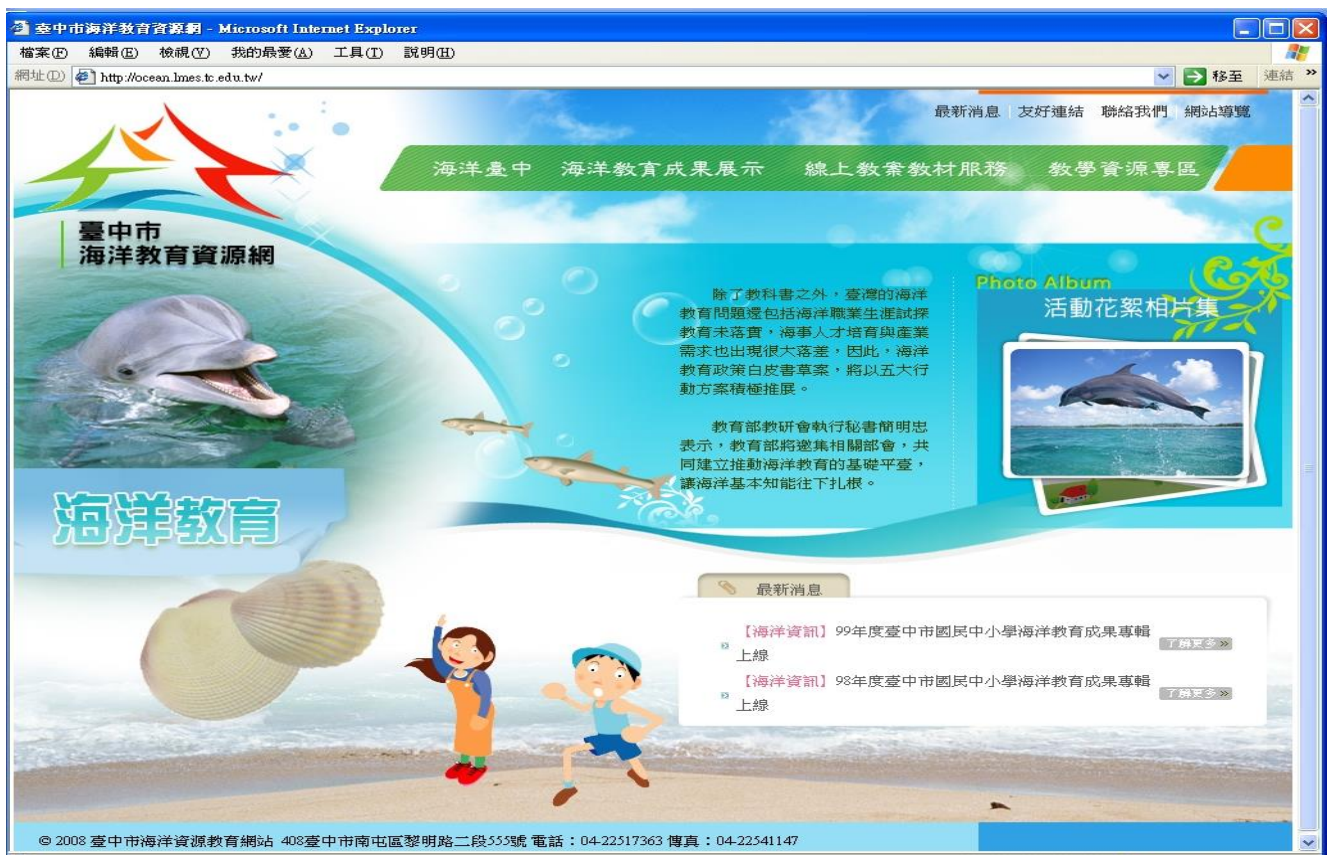 臺中市海洋教育資源網 - Microsoft Internet Explorer
檔案(F) 編輯(E) 檢視(V) 我的最愛(A) 工具(T) 說明(H)
網址(D) http://ocean.lmes.tc.edu.tw/ 移至 連結 »
最新消息 | 友好連結 聯絡我們 網站導覽
海洋臺中 海洋教育成果展示 線上教案教材服務 教學資源專區
臺中市
海洋教育資源網
除了教科書之外,臺灣的海洋
教育問題還包括海洋職業生涯試探
教育未落實,海事人才培育與產業
需求也出現很大落差,因此,海洋
教育政策白皮書草案,將以五大行
動方案積極推展。
教育部教研會執行秘書簡明忠
表示,教育部將邀集相關部會,共
同建立推動海洋教育的基礎平臺,
讓海洋基本知能往下扎根。
Photo Album
活動花絮相片集
海洋教育
最新消息
【海洋資訊】99年度臺中市國民中小學海洋教育成果專輯
上線
了解更多»
【海洋資訊】98年度臺中市國民中小學海洋教育成果專輯
上線
了解更多»
© 2008 臺中市海洋資源教育網站 408臺中市南屯區黎明路二段555號 電話:04-22517363 傳真:04-22541147